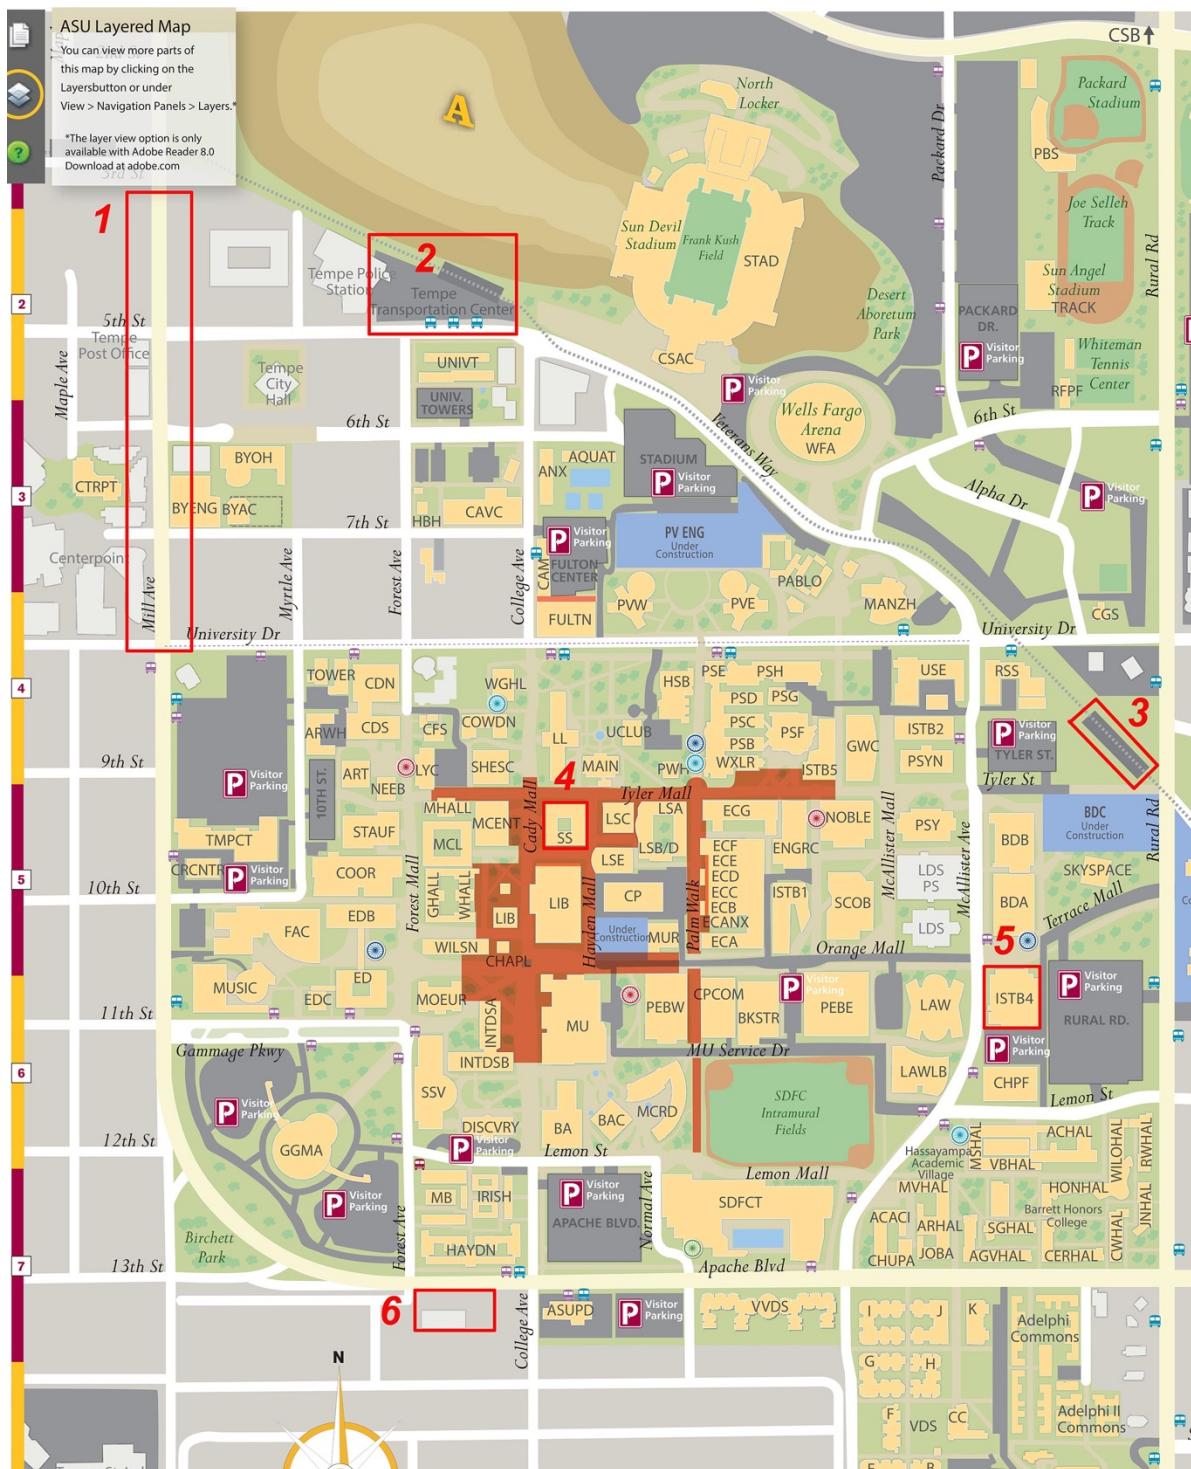 ASU Layered Map
You can view more parts of
this map by clicking on the
Layersbutton or under
View > Navigation Panels > Layers.*
*The layer view option is only
available with Adobe Reader 8.0
Download at adobe.com
3rd St
A
CSB
North
Locker
Packard
Stadium
PBS
Packard Dr
Joe Selleh
Track
Rural Rd
1
2
Sun Devil
Stadium
Frank Kush
Field
STAD
Tempe Police
Station
Tempe
Transportation Center
Sun Angel
Stadium
TRACK
Desert
Aboretum
Park
2
5th St
Tempe
Post Office
PACKARD
DR.
Visitor
Parking
Whiteman
Tennis
Center
CSAC
UNIVT
Maple Ave
Tempe
City
Hall
UNIV.
TOWERS
Visitor
Parking
RFPF
Wells Fargo
Arena
WFA
6th St
6th St
Veterans Way
BYOH
AQUAT
ANX
STADIUM
Visitor
Parking
CTRPT
3
Alpha Dr
Visitor
Parking
BYENG
BYAC
HBH
CAVC
7th St
Visitor
Parking
PV ENG
Under
Construction
Centerpoint
CAM
FULTON
CENTER
PABLO
Mill Ave
Myrtle Ave
Forest Ave
College Ave
PVW
PVE
MANZH
CGS
FULTN
University Dr
University Dr
4
TOWER
CDN
WGHL
HSB
PSE
PSH
USE
RSS
PSD
PSG
3
ARWH
CDS
CFS
COWDN
LL
UCLUB
PSC
PSF
ISTB2
Visitor
Parking
TYLER ST.
PSB
GWC
9th St
Visitor
Parking
10TH ST.
ART
LYC
SHESC
MAIN
PWH
WXLR
ISTB5
PSYN
NEEB
4
Tyler Mall
Tyler St
MHALL
Cady Mall
LSA
ECG
NOBLE
McAllister Mall
BDC
Under
Construction
Rural Rd
TMPCT
STAUF
MCENT
SS
LSC
PSY
McAllister Ave
MCL
LSB/D
ECF
ENGRC
BDB
CRCNTR
Visitor
Parking
COOR
LSE
ECE
LDS
PS
SKYSPACE
5
10th St
Forest Mall
GHALL
WHALL
ECD
ECC
ISTB1
CP
LIB
LIB
Hayden Mall
Palm Walk
ECB
ECANX
SCOB
BDA
Terrace Mall
EDB
FAC
Under
Construction
MUR
ECA
LDS
WILSN
CHAPL
Orange Mall
5
ED
MUSIC
EDC
MOEUR
INTDSA
PEBW
CPCOM
BKSTR
Visitor
Parking
PEBE
LAW
ISTB4
Visitor
Parking
RURAL RD.
11th St
MU
MU Service Dr
Visitor
Parking
Gammage Pkwy
INTDSB
LAWLB
CHPF
6
SSV
Lemon St
Visitor
Parking
MCRD
SDFC
Intramural
Fields
DISCVRY
BA
BAC
12th St
GGMA
Visitor
Parking
Lemon St
Hassayampa
Academic
Village
MSHAL
ACHAL
VBHAL
WILOHAL
RWHAL
Lemon Mall
Visitor
Parking
MB
IRISH
Visitor
Parking
APACHE BLVD.
Normal Ave
SDFCT
MVHAL
HONHAL
Barrett Honors
College
JNHAL
ACACI
ARHAL
SGHAL
CWHAL
Birchett
Park
Forest Ave
HAYDN
CHUPA
JOBA
AGVHAL
CERHAL
7
13th St
Apache Blvd
6
College Ave
ASUPD
Visitor
Parking
VVDS
I
J
K
Adelphi
Commons
G
H
N
F
VDS
CC
Adelphi II
Commons